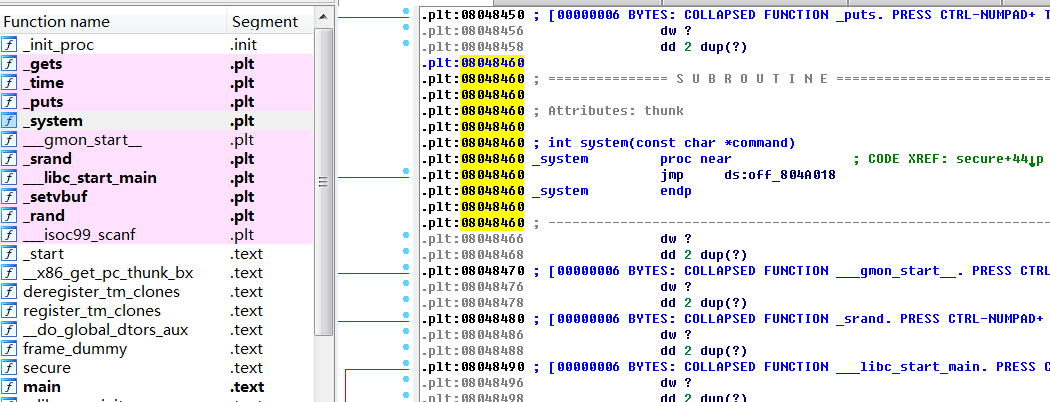 Function name Segment
_init_proc .init
_gets .plt
_time .plt
_puts .plt
_system .plt
___gmon_start__ .plt
_srand .plt
___libc_start_main .plt
_setvbuf .plt
_rand .plt
___isoc99_scanf .plt
_start .text
__x86_get_pc_thunk_bx .text
deregister_tm_clones .text
register_tm_clones .text
__do_global_dtors_aux .text
frame_dummy .text
secure .text
main .text
.plt:08048450 ; [00000006 BYTES: COLLAPSED FUNCTION _puts. PRESS CTRL-NUMPAD+ T
.plt:08048456 dw ?
.plt:08048458 dd 2 dup(?)
.plt:08048460
.plt:08048460 ; =============== S U B R O U T I N E
.plt:08048460
.plt:08048460 ; Attributes: thunk
.plt:08048460
.plt:08048460 ; int system(const char *command)
.plt:08048460 _system proc near ; CODE XREF: secure+44↓p
.plt:08048460 jmp ds:off_804A018
.plt:08048460 _system endp
.plt:08048460
.plt:08048460 ;
.plt:08048466 dw ?
.plt:08048468 dd 2 dup(?)
.plt:08048470 ; [00000006 BYTES: COLLAPSED FUNCTION ___gmon_start__. PRESS CTRL
.plt:08048476 dw ?
.plt:08048478 dd 2 dup(?)
.plt:08048480 ; [00000006 BYTES: COLLAPSED FUNCTION _srand. PRESS CTRL-NUMPAD+
.plt:08048486 dw ?
.plt:08048488 dd 2 dup(?)
.plt:08048490 ; [00000006 BYTES: COLLAPSED FUNCTION ___libc_start_main. PRESS C
.plt:08048496 dw ?
.plt:08048498 dd 2 dup(?)